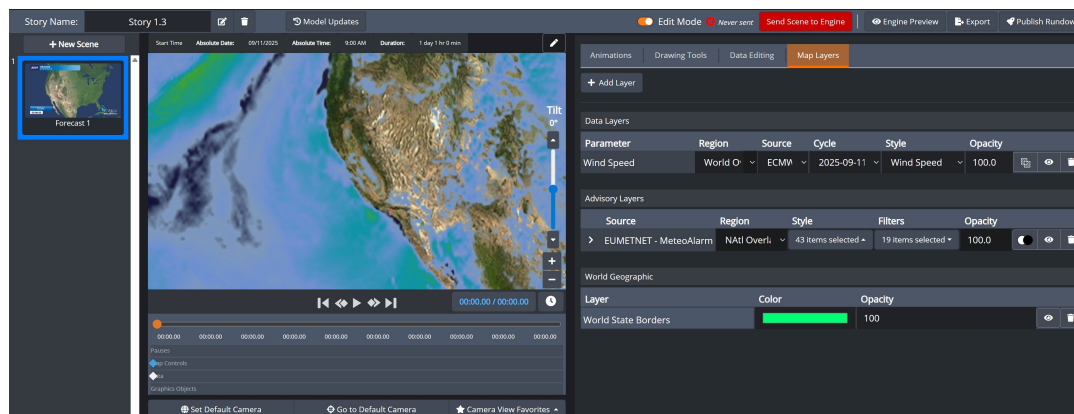 Story Name: Story 1.3 Model Updates Edit Mode Never sent Send Scene to Engine Engine Preview Export Publish Rundow
+ New Scene
1
Forecast 1
Start Time Absolute Date: 09/11/2025 Absolute Time: 9:00 AM Duration: 1 day 1 hr 0 min
Tilt
0°
+
−
00:00.00 / 00:00.00
00:00.00 00:00.00 00:00.00 00:00.00 00:00.00 00:00.00 00:00.00 00:00.00 00:00.00 00:00.00
Pauses
Map Controls
Graphics Objects
Set Default Camera Go to Default Camera Camera View Favorites
Animations Drawing Tools Data Editing Map Layers
+ Add Layer
Data Layers
Parameter Region Source Cycle Style Opacity
Wind Speed World O ECMW 2025-09-11 Wind Speed 100.0
Advisory Layers
Source Region Style Filters Opacity
EUMETNET - MeteoAlarm NAtl Overla 43 items selected 19 items selected 100.0
World Geographic
Layer Color Opacity
World State Borders 100